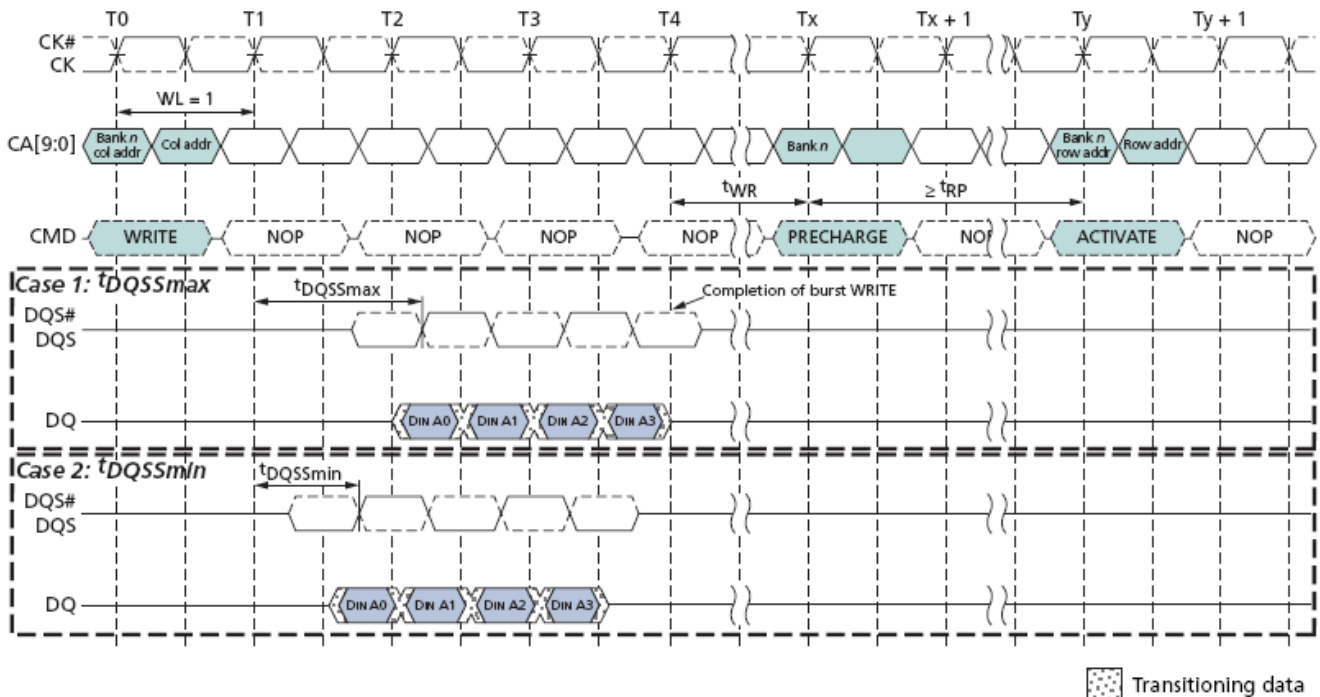 T0 T1 T2 T3 T4 Tx Tx + 1 Ty Ty + 1
CK#
CK
WL = 1
CA[9:0] Bank n col addr Col addr Bank n Bank n row addr Row addr
tWR ≥ tRP
CMD WRITE NOP NOP NOP NOP PRECHARGE NOP ACTIVATE NOP
Case 1: tDQSSmax
tDQSSmax Completion of burst WRITE
DQS#
DQS
DQ DIN A0 DIN A1 DIN A2 DIN A3
Case 2: tDQSSmin
tDQSSmin
DQS#
DQS
DQ DIN A0 DIN A1 DIN A2 DIN A3
Transitioning data